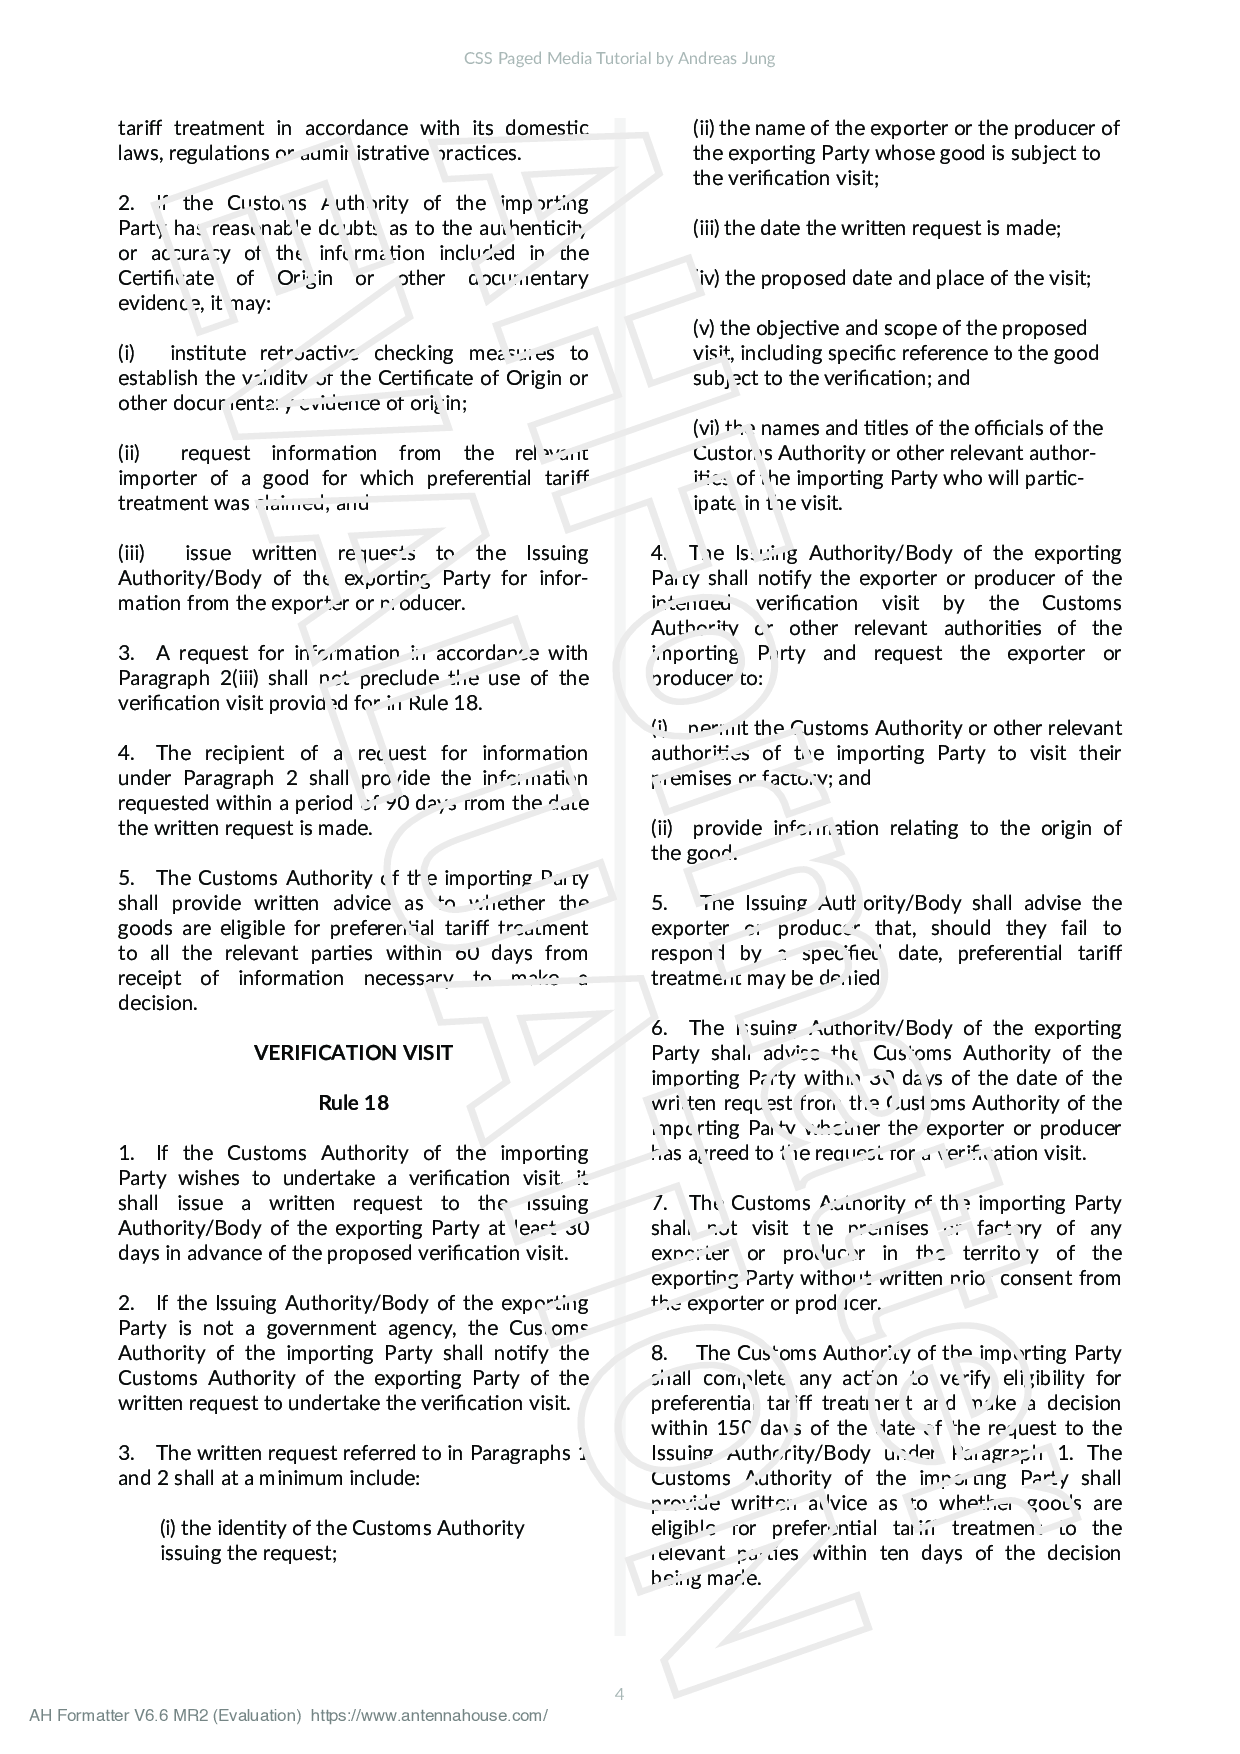 CSS Paged Media Tutorial by Andreas Jung
tariff treatment in accordance with its domestic
laws, regulations or administrative practices.
2. If the Customs Authority of the importing
Party has reasonable doubts as to the authenticity
or accuracy of the information included in the
Certificate of Origin or other documentary
evidence, it may:
(i) institute retroactive checking measures to
establish the validity of the Certificate of Origin or
other documentary evidence of origin;
(ii) request information from the relevant
importer of a good for which preferential tariff
treatment was claimed; and
(iii) issue written requests to the Issuing
Authority/Body of the exporting Party for infor-
mation from the exporter or producer.
3. A request for information in accordance with
Paragraph 2(iii) shall not preclude the use of the
verification visit provided for in Rule 18.
4. The recipient of a request for information
under Paragraph 2 shall provide the information
requested within a period of 90 days from the date
the written request is made.
5. The Customs Authority of the importing Party
shall provide written advice as to whether the
goods are eligible for preferential tariff treatment
to all the relevant parties within 60 days from
receipt of information necessary to make a
decision.
VERIFICATION VISIT
Rule 18
1. If the Customs Authority of the importing
Party wishes to undertake a verification visit, it
shall issue a written request to the Issuing
Authority/Body of the exporting Party at least 30
days in advance of the proposed verification visit.
2. If the Issuing Authority/Body of the exporting
Party is not a government agency, the Customs
Authority of the importing Party shall notify the
Customs Authority of the exporting Party of the
written request to undertake the verification visit.
3. The written request referred to in Paragraphs 1
and 2 shall at a minimum include:
(i) the identity of the Customs Authority
issuing the request;
(ii) the name of the exporter or the producer of
the exporting Party whose good is subject to
the verification visit;
(iii) the date the written request is made;
(iv) the proposed date and place of the visit;
(v) the objective and scope of the proposed
visit, including specific reference to the good
subject to the verification; and
(vi) the names and titles of the officials of the
Customs Authority or other relevant author-
ities of the importing Party who will partic-
ipate in the visit.
4. The Issuing Authority/Body of the exporting
Party shall notify the exporter or producer of the
intended verification visit by the Customs
Authority or other relevant authorities of the
importing Party and request the exporter or
producer to:
(i) permit the Customs Authority or other relevant
authorities of the importing Party to visit their
premises or factory; and
(ii) provide information relating to the origin of
the good.
5. The Issuing Authority/Body shall advise the
exporter or producer that, should they fail to
respond by a specified date, preferential tariff
treatment may be denied
6. The Issuing Authority/Body of the exporting
Party shall advise the Customs Authority of the
importing Party within 30 days of the date of the
written request from the Customs Authority of the
importing Party whether the exporter or producer
has agreed to the request for a verification visit.
7. The Customs Authority of the importing Party
shall not visit the premises or factory of any
exporter or producer in the territory of the
exporting Party without written prior consent from
the exporter or producer.
8. The Customs Authority of the importing Party
shall complete any action to verify eligibility for
preferential tariff treatment and make a decision
within 150 days of the date of the request to the
Issuing Authority/Body under Paragraph 1. The
Customs Authority of the importing Party shall
provide written advice as to whether goods are
eligible for preferential tariff treatment to the
relevant parties within ten days of the decision
being made.
AH Formatter
EVALUATION
4
AH Formatter V6.6 MR2 (Evaluation) https://www.antennahouse.com/